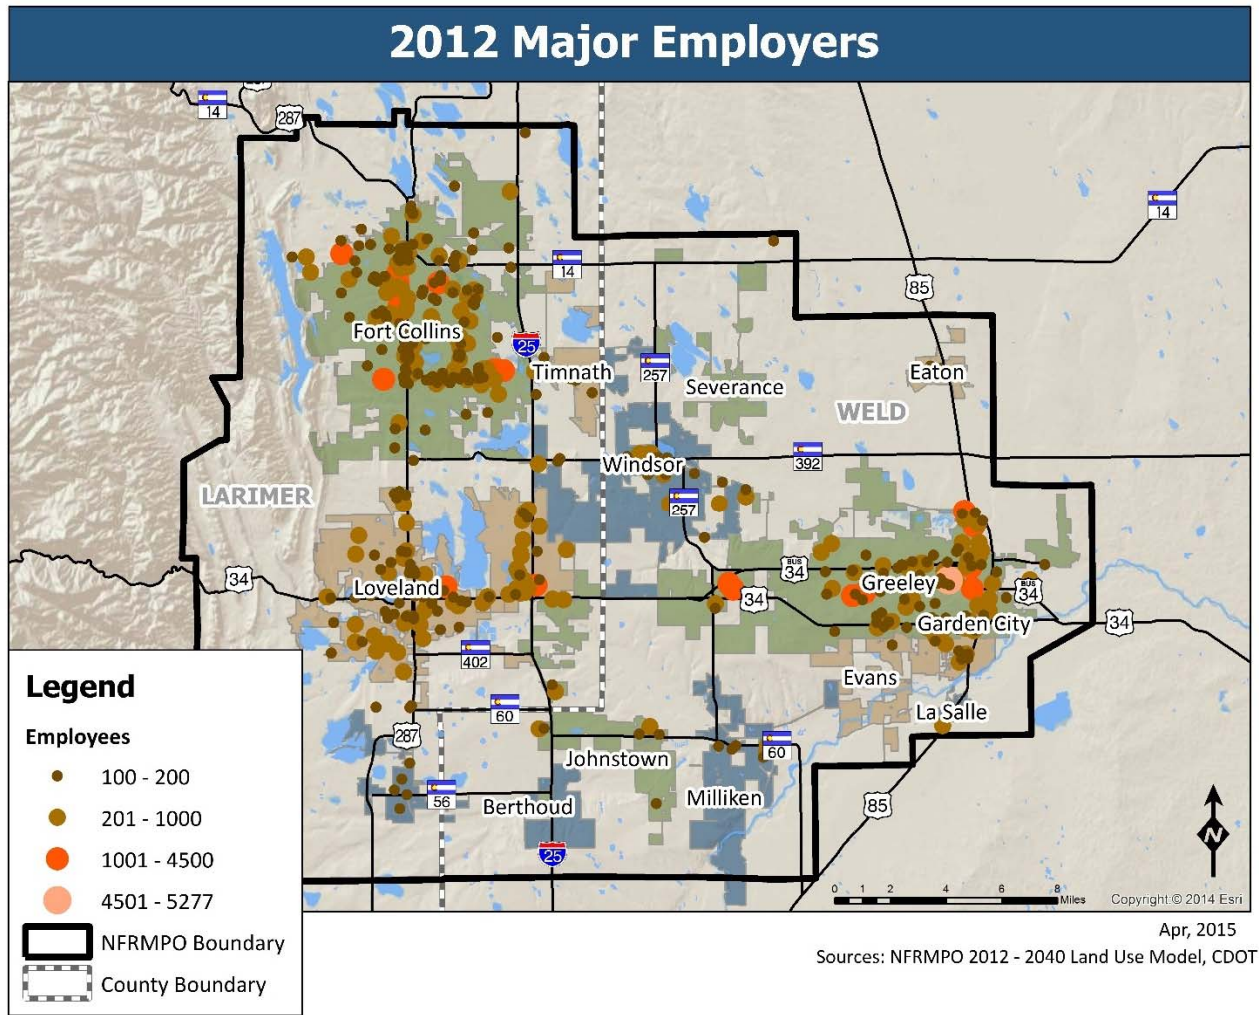 2012 Major Employers
14
287
14
14
85
25
Fort Collins
Timnath
257
Severance
Eaton
WELD
Windsor
392
LARIMER
257
34
Loveland
BUS
34
Greeley
34
BUS
34
Garden City
34
402
Evans
60
La Salle
287
60
Johnstown
56
Berthoud
Milliken
85
25
N
0 1 2 4 6 8
Miles
Copyright:© 2014 Esri
Legend
Employees
100 - 200
201 - 1000
1001 - 4500
4501 - 5277
NFRMPO Boundary
County Boundary
Apr, 2015
Sources: NFRMPO 2012 - 2040 Land Use Model, CDOT